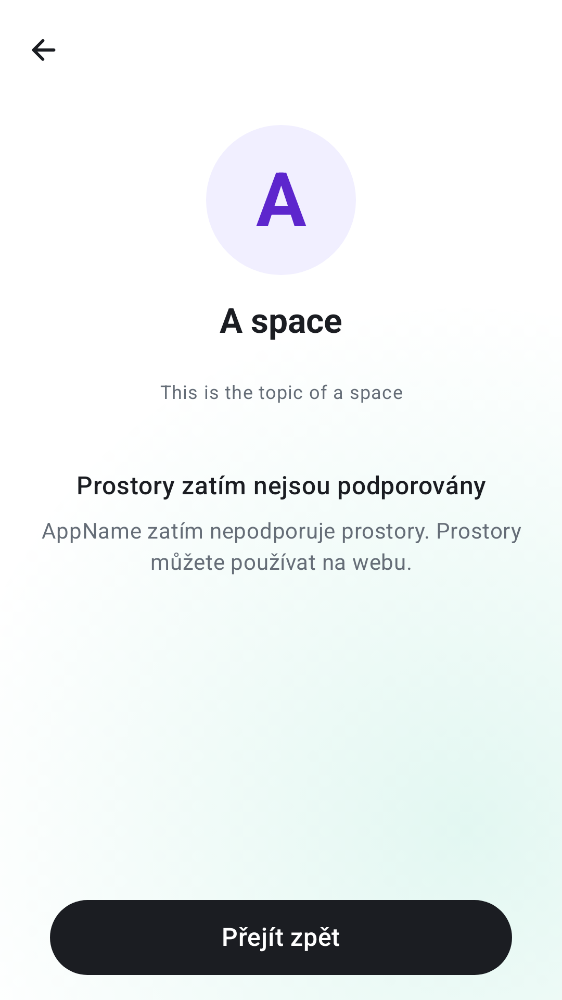 A
A space
This is the topic of a space
Prostory zatím nejsou podporovány
AppName zatím nepodporuje prostory. Prostory
můžete používat na webu.
Přejít zpět